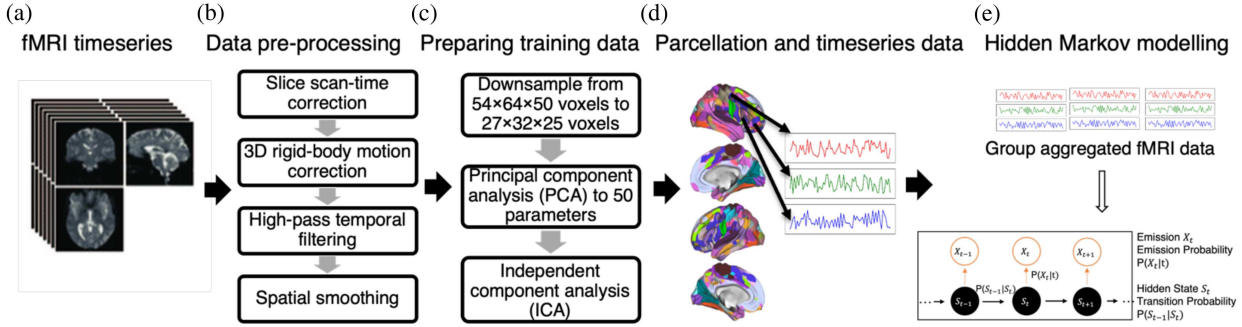 (a)
fMRI timeseries
(b)
Data pre-processing
Slice scan-time
correction
3D rigid-body motion
correction
High-pass temporal
filtering
Spatial smoothing
(c)
Preparing training data
Downsample from
54×64×50 voxels to
27×32×25 voxels
Principal component
analysis (PCA) to 50
parameters
Independent
component analysis
(ICA)
(d)
Parcellation and timeseries data
(e)
Hidden Markov modelling
Group aggregated fMRI data
X_{t-1}
X_t
X_{t+1}
P(X_t|t)
P(S_{t-1}|S_t)
S_{t-1}
S_t
S_{t+1}
Emission X_t
Emission Probability
P(X_t|t)
Hidden State S_t
Transition Probability
P(S_{t-1}|S_t)